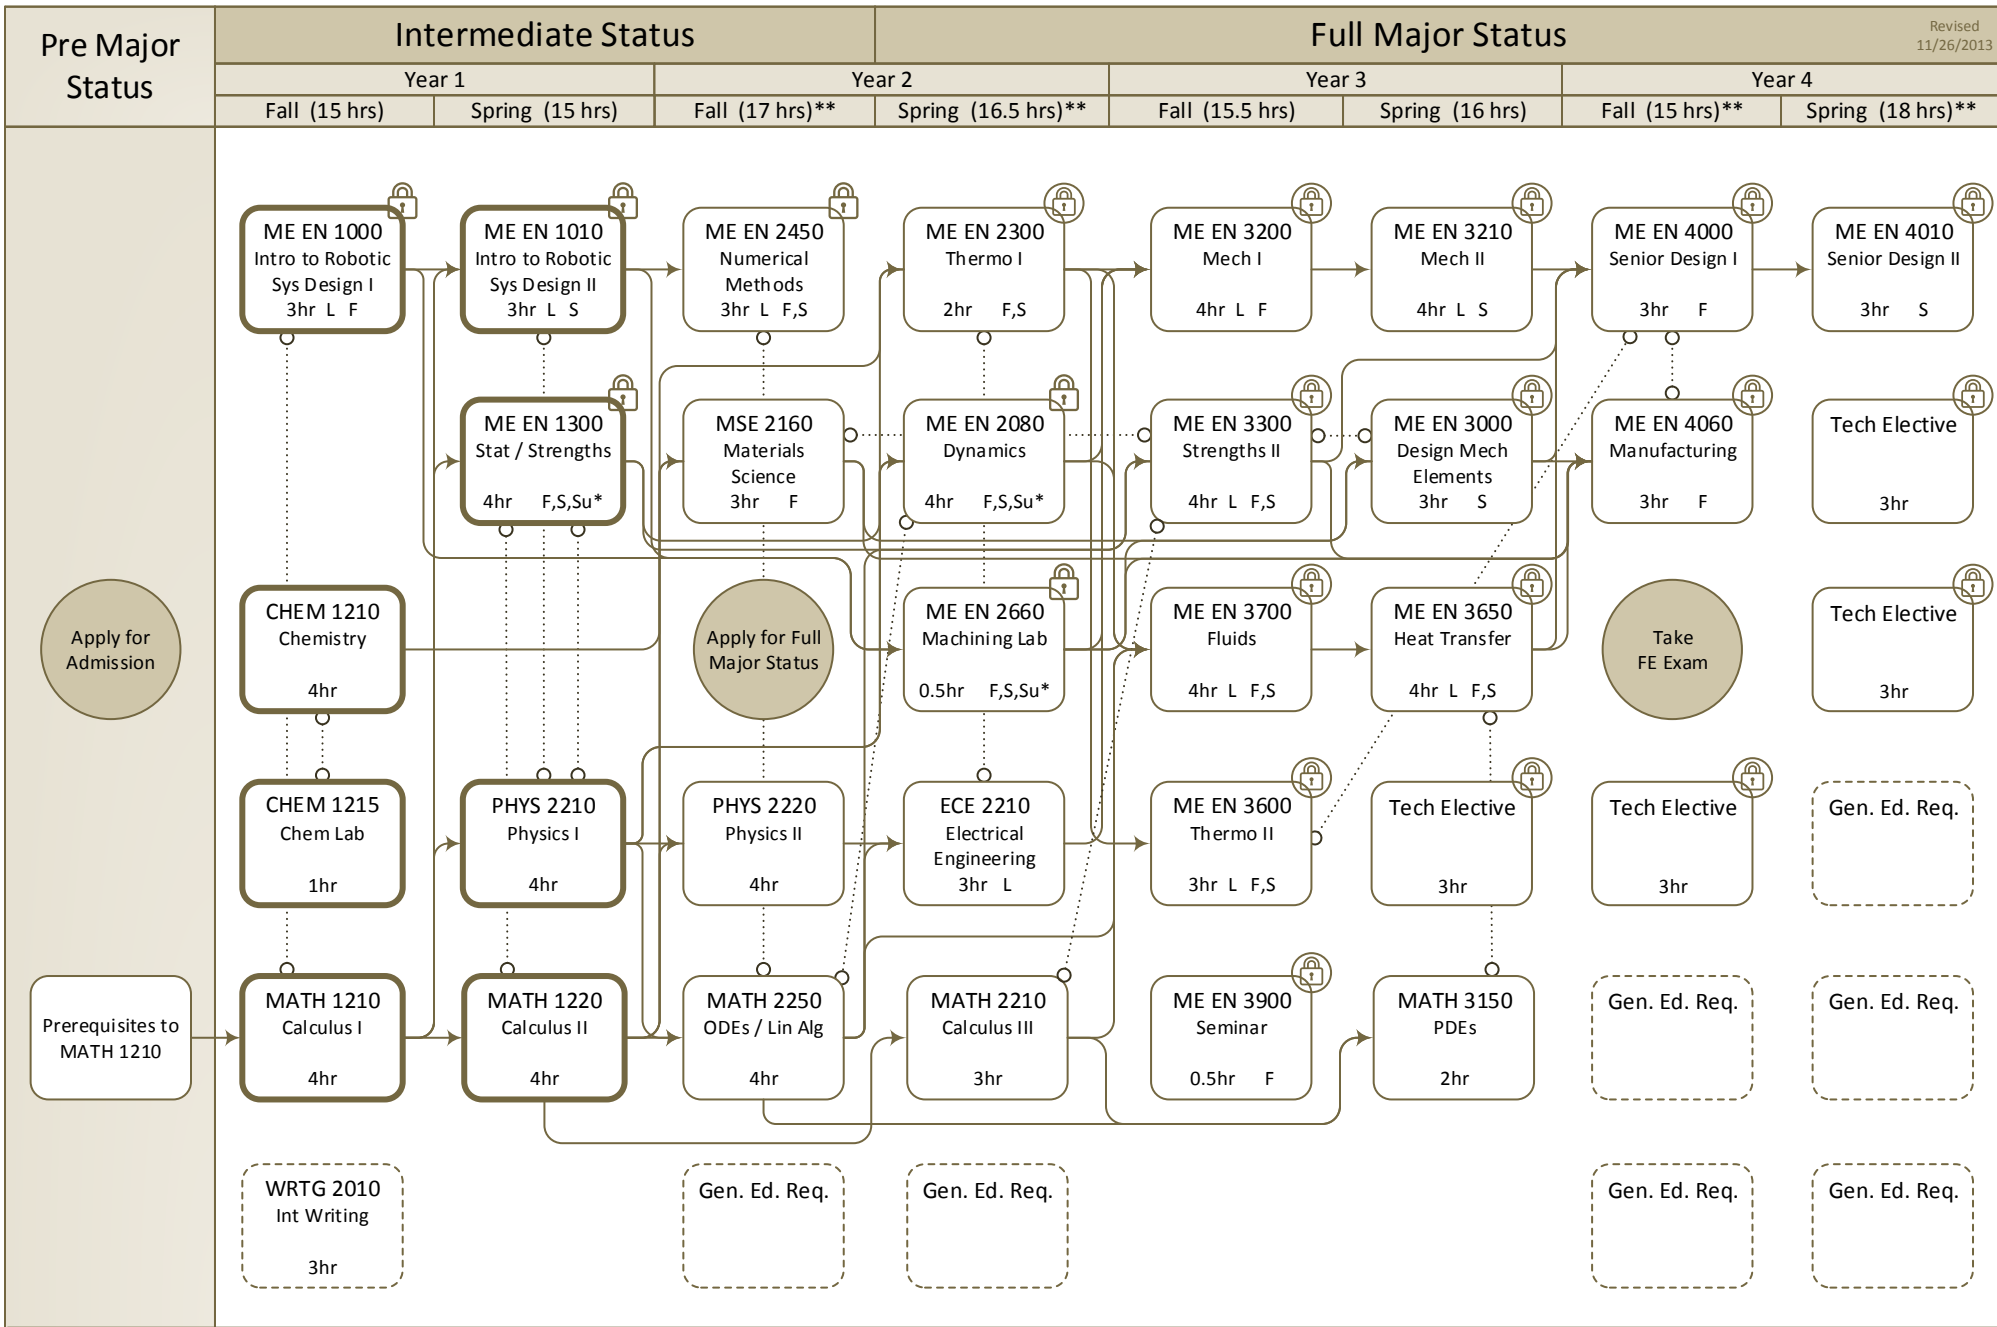 Pre Major
Status
Intermediate Status
Full Major Status
Revised
11/26/2013
Year 1
Year 2
Year 3
Year 4
Fall (15 hrs)
Spring (15 hrs)
Fall (17 hrs)**
Spring (16.5 hrs)**
Fall (15.5 hrs)
Spring (16 hrs)
Fall (15 hrs)**
Spring (18 hrs)**
ME EN 1000
Intro to Robotic
Sys Design I
3hr L F
ME EN 1010
Intro to Robotic
Sys Design II
3hr L S
ME EN 2450
Numerical
Methods
3hr L F,S
ME EN 2300
Thermo I
2hr F,S
ME EN 3200
Mech I
4hr L F
ME EN 3210
Mech II
4hr L S
ME EN 4000
Senior Design I
3hr F
ME EN 4010
Senior Design II
3hr S
ME EN 1300
Stat / Strengths
4hr F,S,Su*
MSE 2160
Materials
Science
3hr F
ME EN 2080
Dynamics
4hr F,S,Su*
ME EN 3300
Strengths II
4hr L F,S
ME EN 3000
Design Mech
Elements
3hr S
ME EN 4060
Manufacturing
3hr F
Tech Elective
3hr
Apply for
Admission
CHEM 1210
Chemistry
4hr
Apply for Full
Major Status
ME EN 2660
Machining Lab
0.5hr F,S,Su*
ME EN 3700
Fluids
4hr L F,S
ME EN 3650
Heat Transfer
4hr L F,S
Take
FE Exam
Tech Elective
3hr
CHEM 1215
Chem Lab
1hr
PHYS 2210
Physics I
4hr
PHYS 2220
Physics II
4hr
ECE 2210
Electrical
Engineering
3hr L
ME EN 3600
Thermo II
3hr L F,S
Tech Elective
3hr
Tech Elective
3hr
Gen. Ed. Req.
Prerequisites to
MATH 1210
MATH 1210
Calculus I
4hr
MATH 1220
Calculus II
4hr
MATH 2250
ODEs / Lin Alg
4hr
MATH 2210
Calculus III
3hr
ME EN 3900
Seminar
0.5hr F
MATH 3150
PDEs
2hr
Gen. Ed. Req.
Gen. Ed. Req.
WRTG 2010
Int Writing
3hr
Gen. Ed. Req.
Gen. Ed. Req.
Gen. Ed. Req.
Gen. Ed. Req.